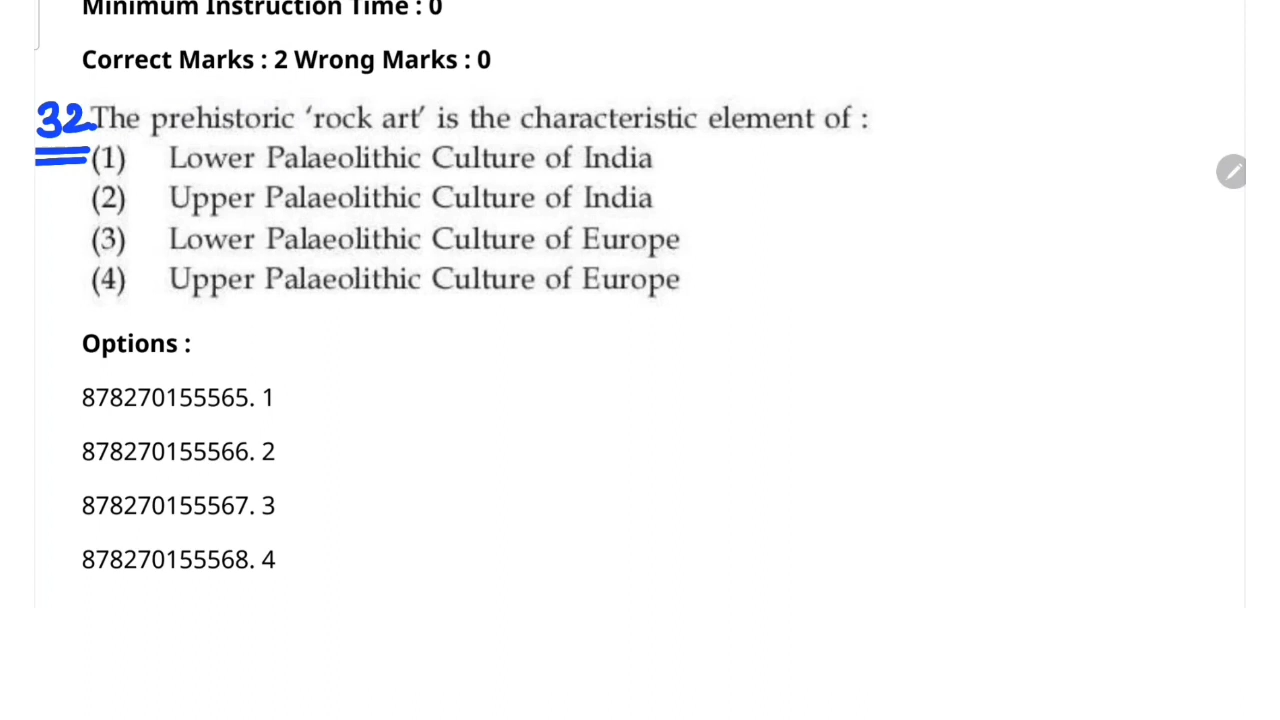 Minimum Instruction Time : 0
Correct Marks : 2 Wrong Marks : 0
32. The prehistoric ‘rock art’ is the characteristic element of :
(1) Lower Palaeolithic Culture of India
(2) Upper Palaeolithic Culture of India
(3) Lower Palaeolithic Culture of Europe
(4) Upper Palaeolithic Culture of Europe
Options :
878270155565. 1
878270155566. 2
878270155567. 3
878270155568. 4